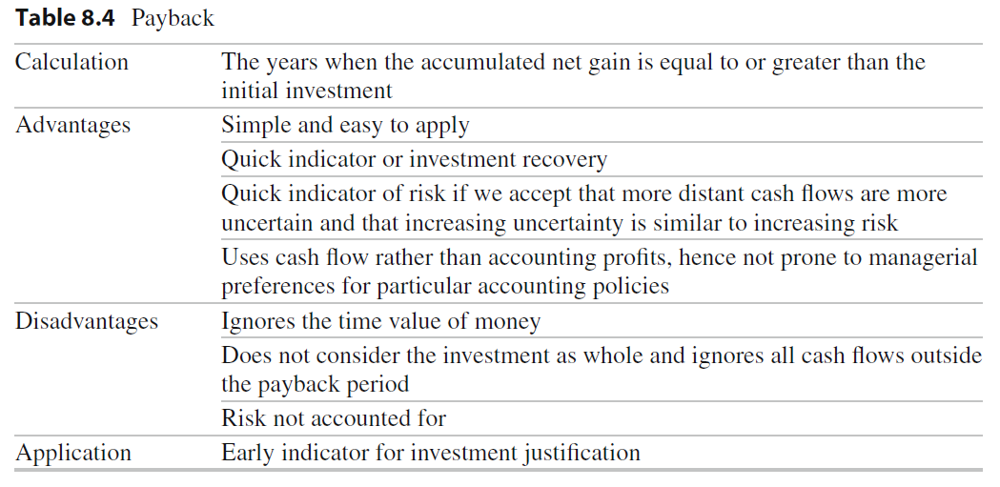 Table 8.4 Payback
Calculation The years when the accumulated net gain is equal to or greater than the
initial investment
Advantages Simple and easy to apply
Quick indicator or investment recovery
Quick indicator of risk if we accept that more distant cash flows are more
uncertain and that increasing uncertainty is similar to increasing risk
Uses cash flow rather than accounting profits, hence not prone to managerial
preferences for particular accounting policies
Disadvantages Ignores the time value of money
Does not consider the investment as whole and ignores all cash flows outside
the payback period
Risk not accounted for
Application Early indicator for investment justification